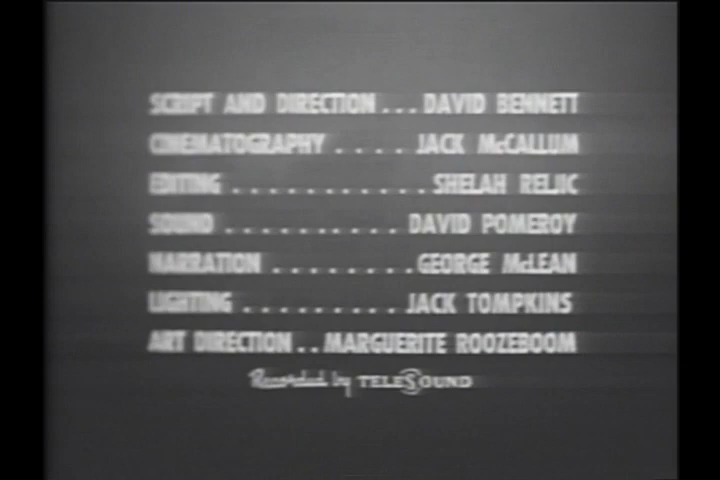 SCRIPT AND DIRECTION ... DAVID BENNETT
CINEMATOGRAPHY .... JACK McCALLUM
EDITING ............ SHELAH RELJIC
SOUND .......... DAVID POMEROY
NARRATION ........ GEORGE McLEAN
LIGHTING ......... JACK TOMPKINS
ART DIRECTION .. MARGUERITE ROOZEBOOM
Recorded by TELESOUND